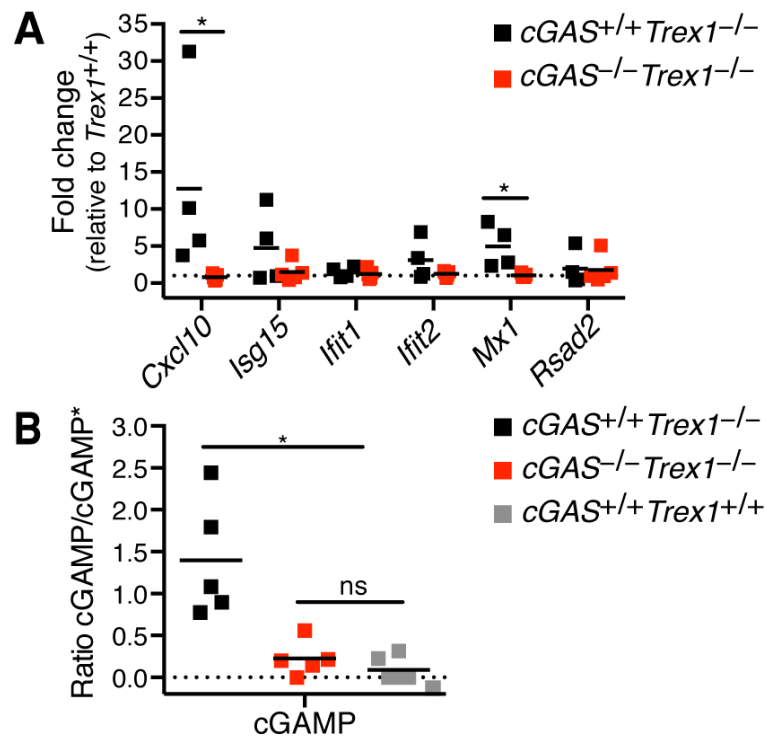 A
Fold change
(relative to Trex1+/+)
35
30
25
20
15
10
5
0
*
*
cGAS+/+Trex1–/–
cGAS–/–Trex1–/–
Cxcl10
Isg15
Ifit1
Ifit2
Mx1
Rsad2
B
Ratio cGAMP/cGAMP*
3.0
2.5
2.0
1.5
1.0
0.5
0.0
*
ns
cGAS+/+Trex1–/–
cGAS–/–Trex1–/–
cGAS+/+Trex1+/+
cGAMP